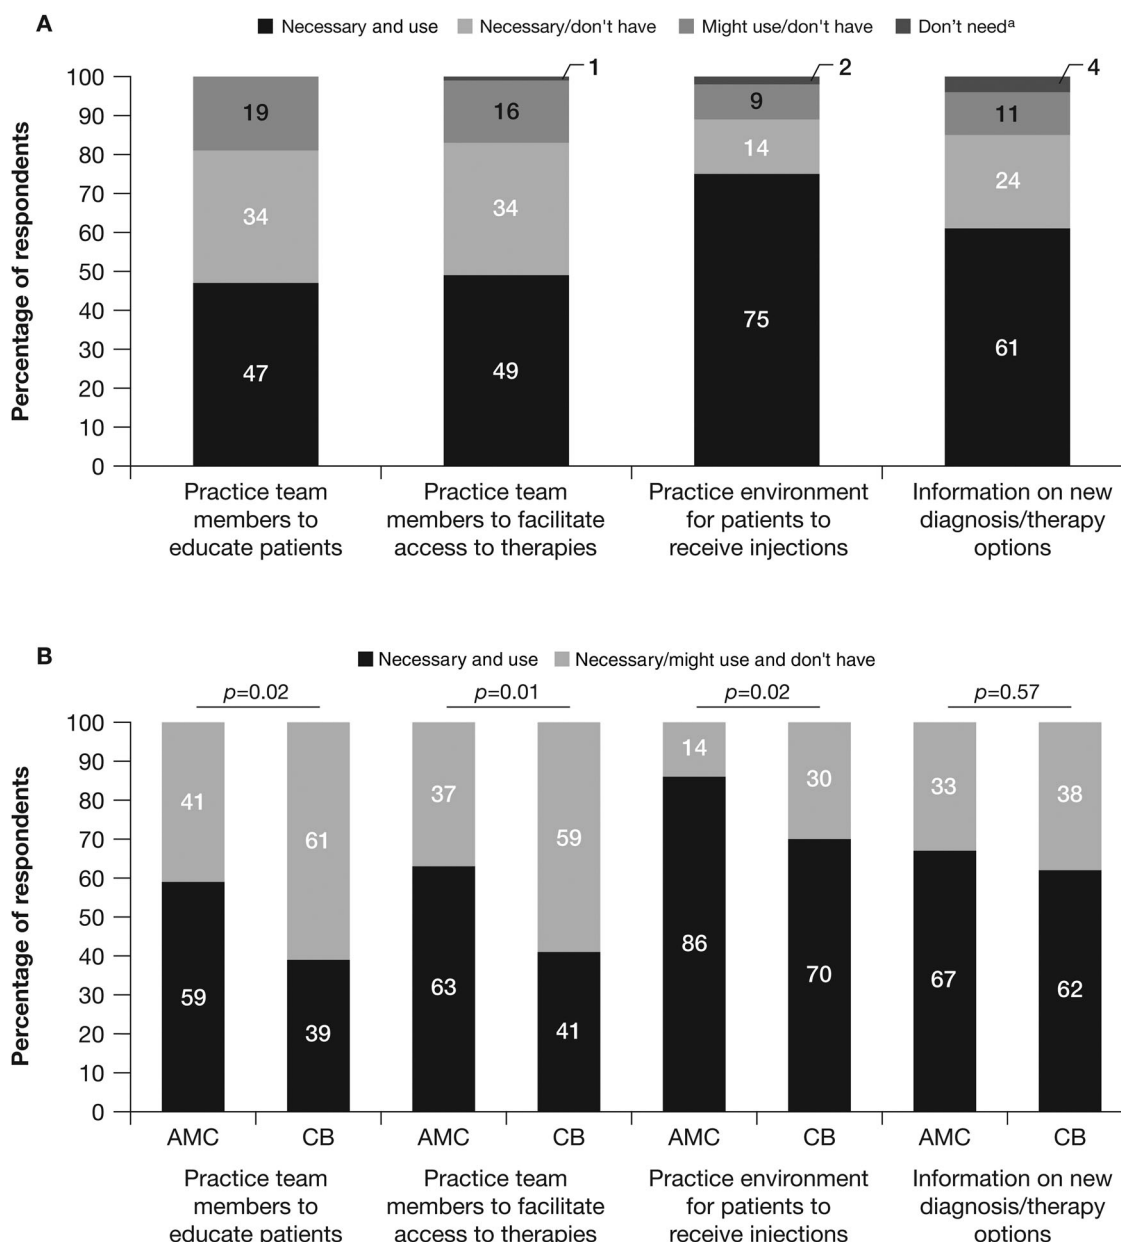 A
Necessary and use Necessary/don't have Might use/don't have Don’t needᵃ
Percentage of respondents
100
90
80
70
60
50
40
30
20
10
0
19
34
47
1
16
34
49
2
9
14
75
4
11
24
61
Practice team
members to
educate patients
Practice team
members to facilitate
access to therapies
Practice environment
for patients to
receive injections
Information on new
diagnosis/therapy
options
B
Necessary and use Necessary/might use and don't have
p=0.02 p=0.01 p=0.02 p=0.57
Percentage of respondents
100
90
80
70
60
50
40
30
20
10
0
41
59
61
39
37
63
59
41
14
86
30
70
33
67
38
62
AMC CB AMC CB AMC CB AMC CB
Practice team
members to
educate patients
Practice team
members to facilitate
access to therapies
Practice environment
for patients to
receive injections
Information on new
diagnosis/therapy
options